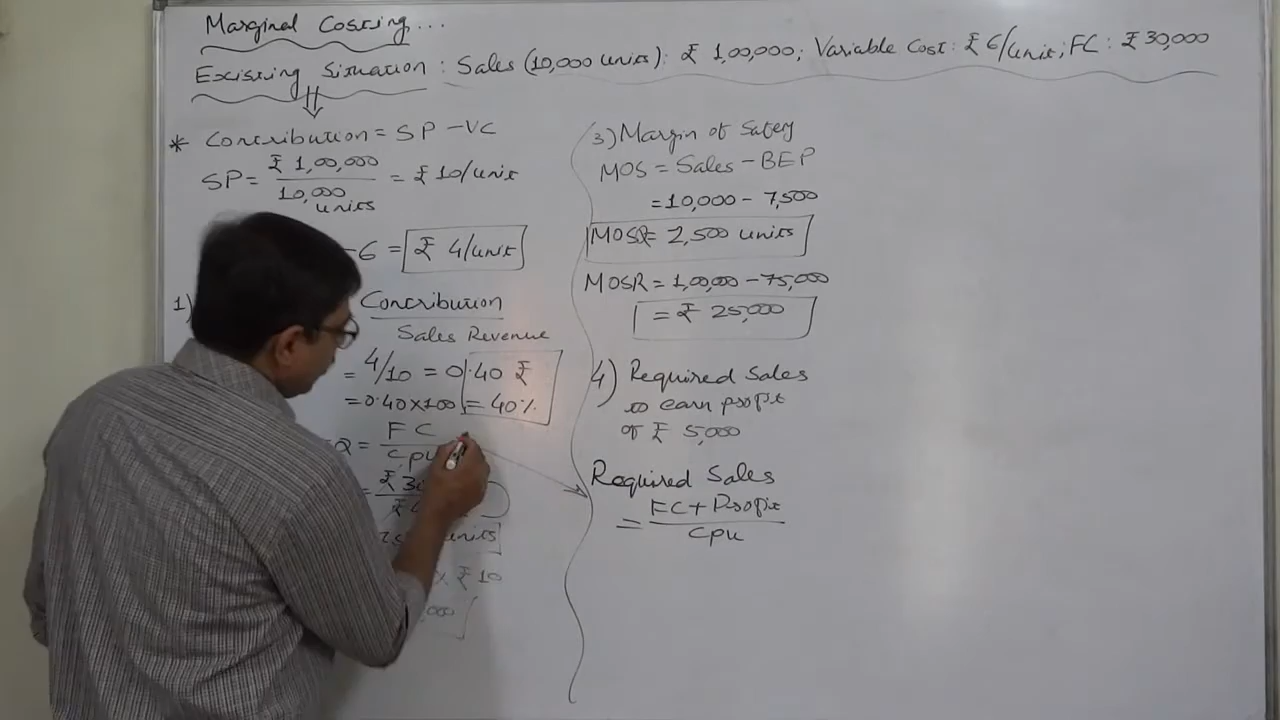 Marginal Costing...
Existing Situation : Sales (10,000 units) : ₹ 1,00,000; Variable Cost : ₹ 6/unit; FC : ₹ 30,000
* Contribution = SP - VC
SP = ₹ 1,00,000 / 10,000 units = ₹ 10/unit
- 6 = ₹ 4/unit
1)
Contribution
Sales Revenue
= 4/10 = 0.40 ₹
= 0.40 x 100 = 40%
Q = FC
cpu
= ₹ 30
units
x ₹ 10
000
3) Margin of Safety
MOS = Sales - BEP
= 10,000 - 7,500
MOSQ = 2,500 units
MOSR = 1,00,000 - 75,000
= ₹ 25,000
4) Required Sales
to earn profit
of ₹ 5,000
Required Sales
= FC + Profit
cpu